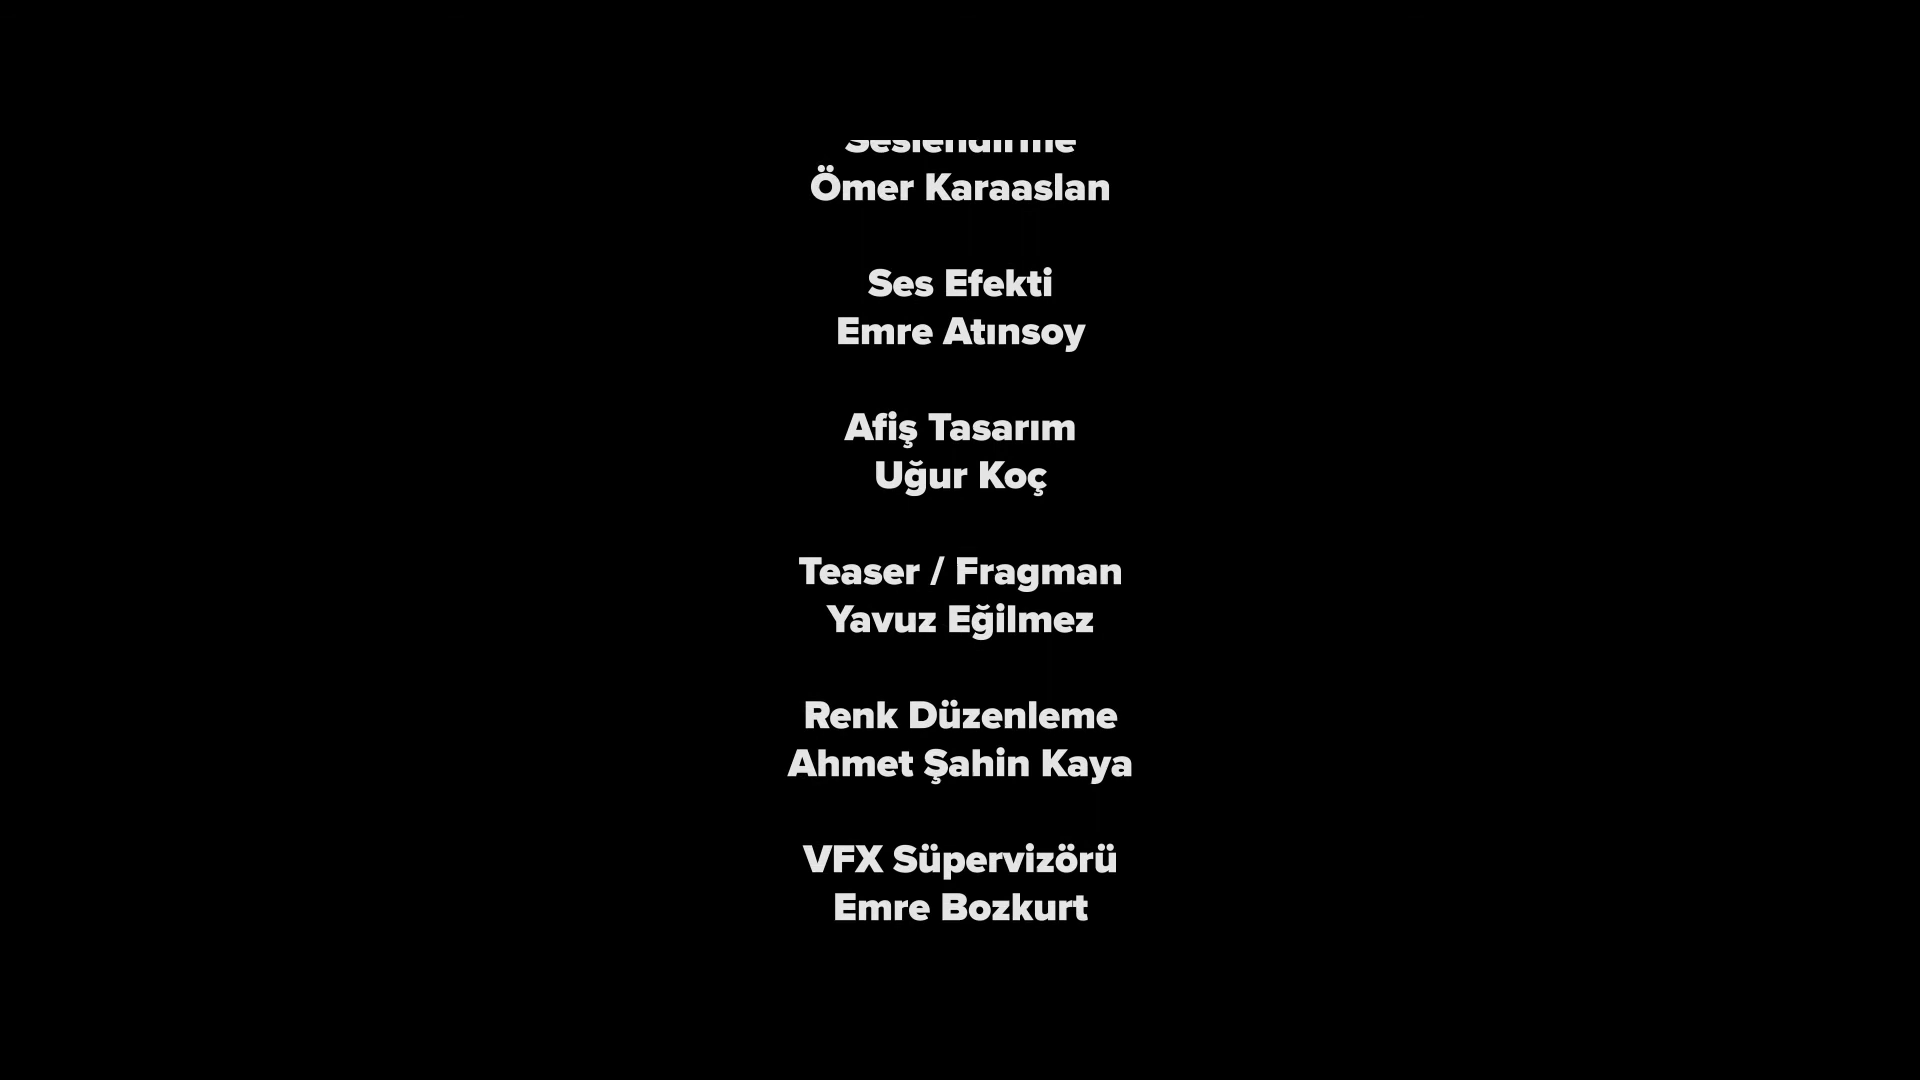 Seslendirme
Ömer Karaaslan
Ses Efekti
Emre Atınsoy
Afiş Tasarım
Uğur Koç
Teaser / Fragman
Yavuz Eğilmez
Renk Düzenleme
Ahmet Şahin Kaya
VFX Süpervizörü
Emre Bozkurt